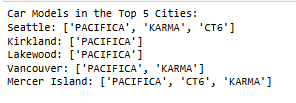 Car Models in the Top 5 Cities:
Seattle: ['PACIFICA', 'KARMA', 'CT6']
Kirkland: ['PACIFICA']
Lakewood: ['PACIFICA']
Vancouver: ['PACIFICA', 'KARMA']
Mercer Island: ['PACIFICA', 'CT6', 'KARMA']